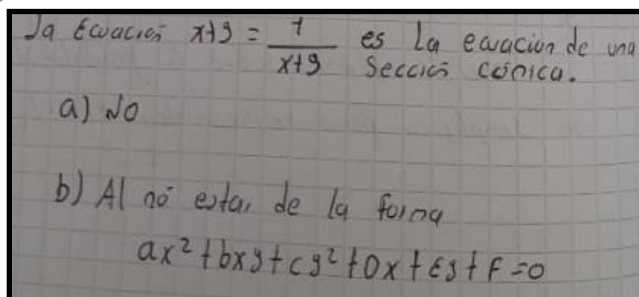 La Ecuación x+y = 1/(x+y) es La ecuacion de una
Sección cónica.
a) No
b) Al no estar de la forma
ax² + bxy + cy² + Dx + Ey + F = 0